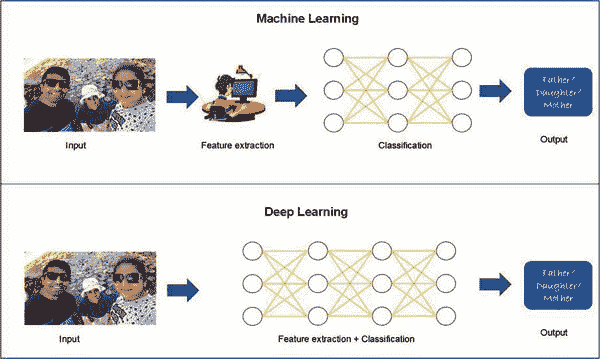 Machine Learning
Father/
Daughter/
Mother
Input
Feature extraction
Classification
Output
Deep Learning
Father/
Daughter/
Mother
Input
Feature extraction + Classification
Output